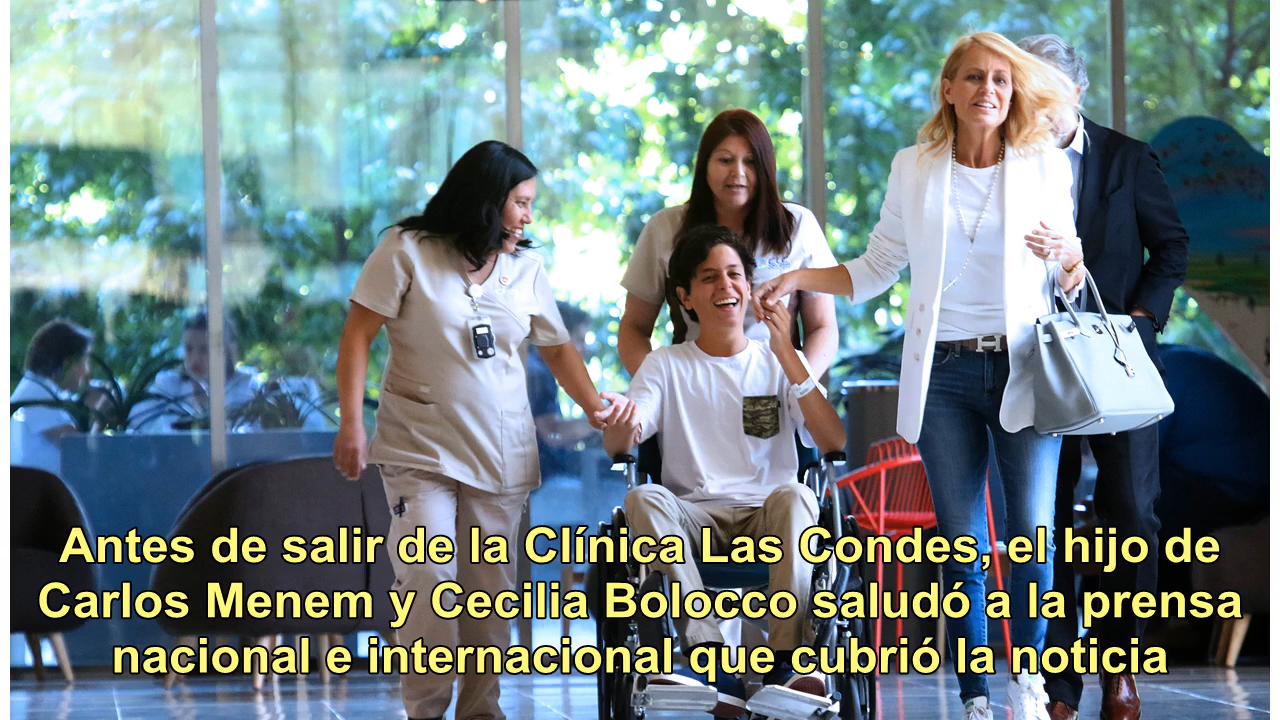 Antes de salir de la Clínica Las Condes, el hijo de
Carlos Menem y Cecilia Bolocco saludó a la prensa
nacional e internacional que cubrió la noticia